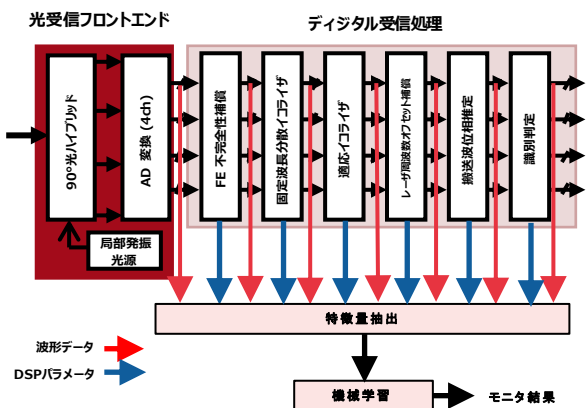 光受信フロントエンド
ディジタル受信処理
90°光ハイブリッド
AD 変換 (4ch)
FE 不完全性補償
固定波長分散イコライザ
適応イコライザ
レーザ周波数オフセット補償
搬送波位相推定
識別判定
局部発振
光源
特徴量抽出
波形データ
DSPパラメータ
機械学習
モニタ結果